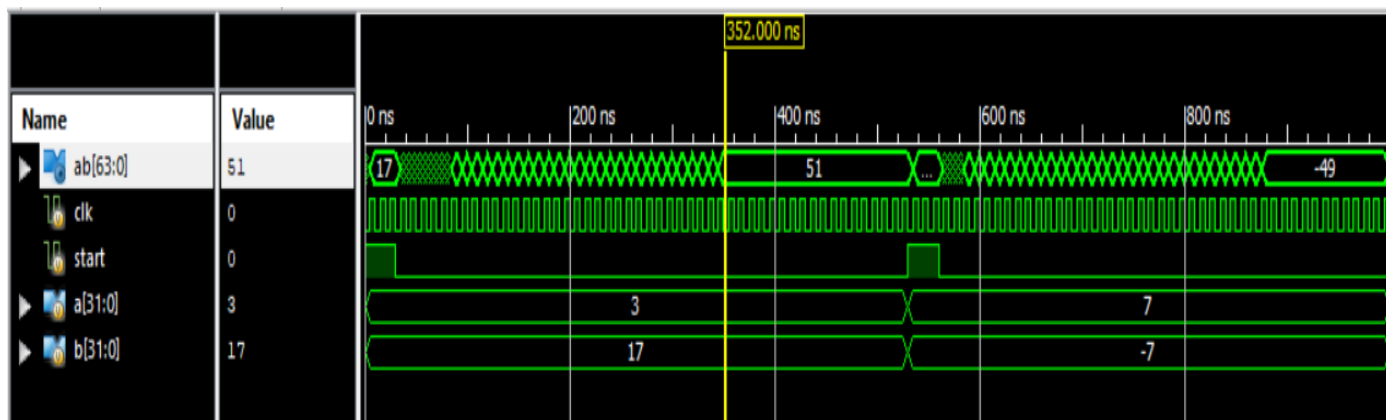 352.000 ns
Name Value 0 ns 200 ns 400 ns 600 ns 800 ns
ab[63:0] 51 17 51 ... -49
clk 0
start 0
a[31:0] 3 3 7
b[31:0] 17 17 -7